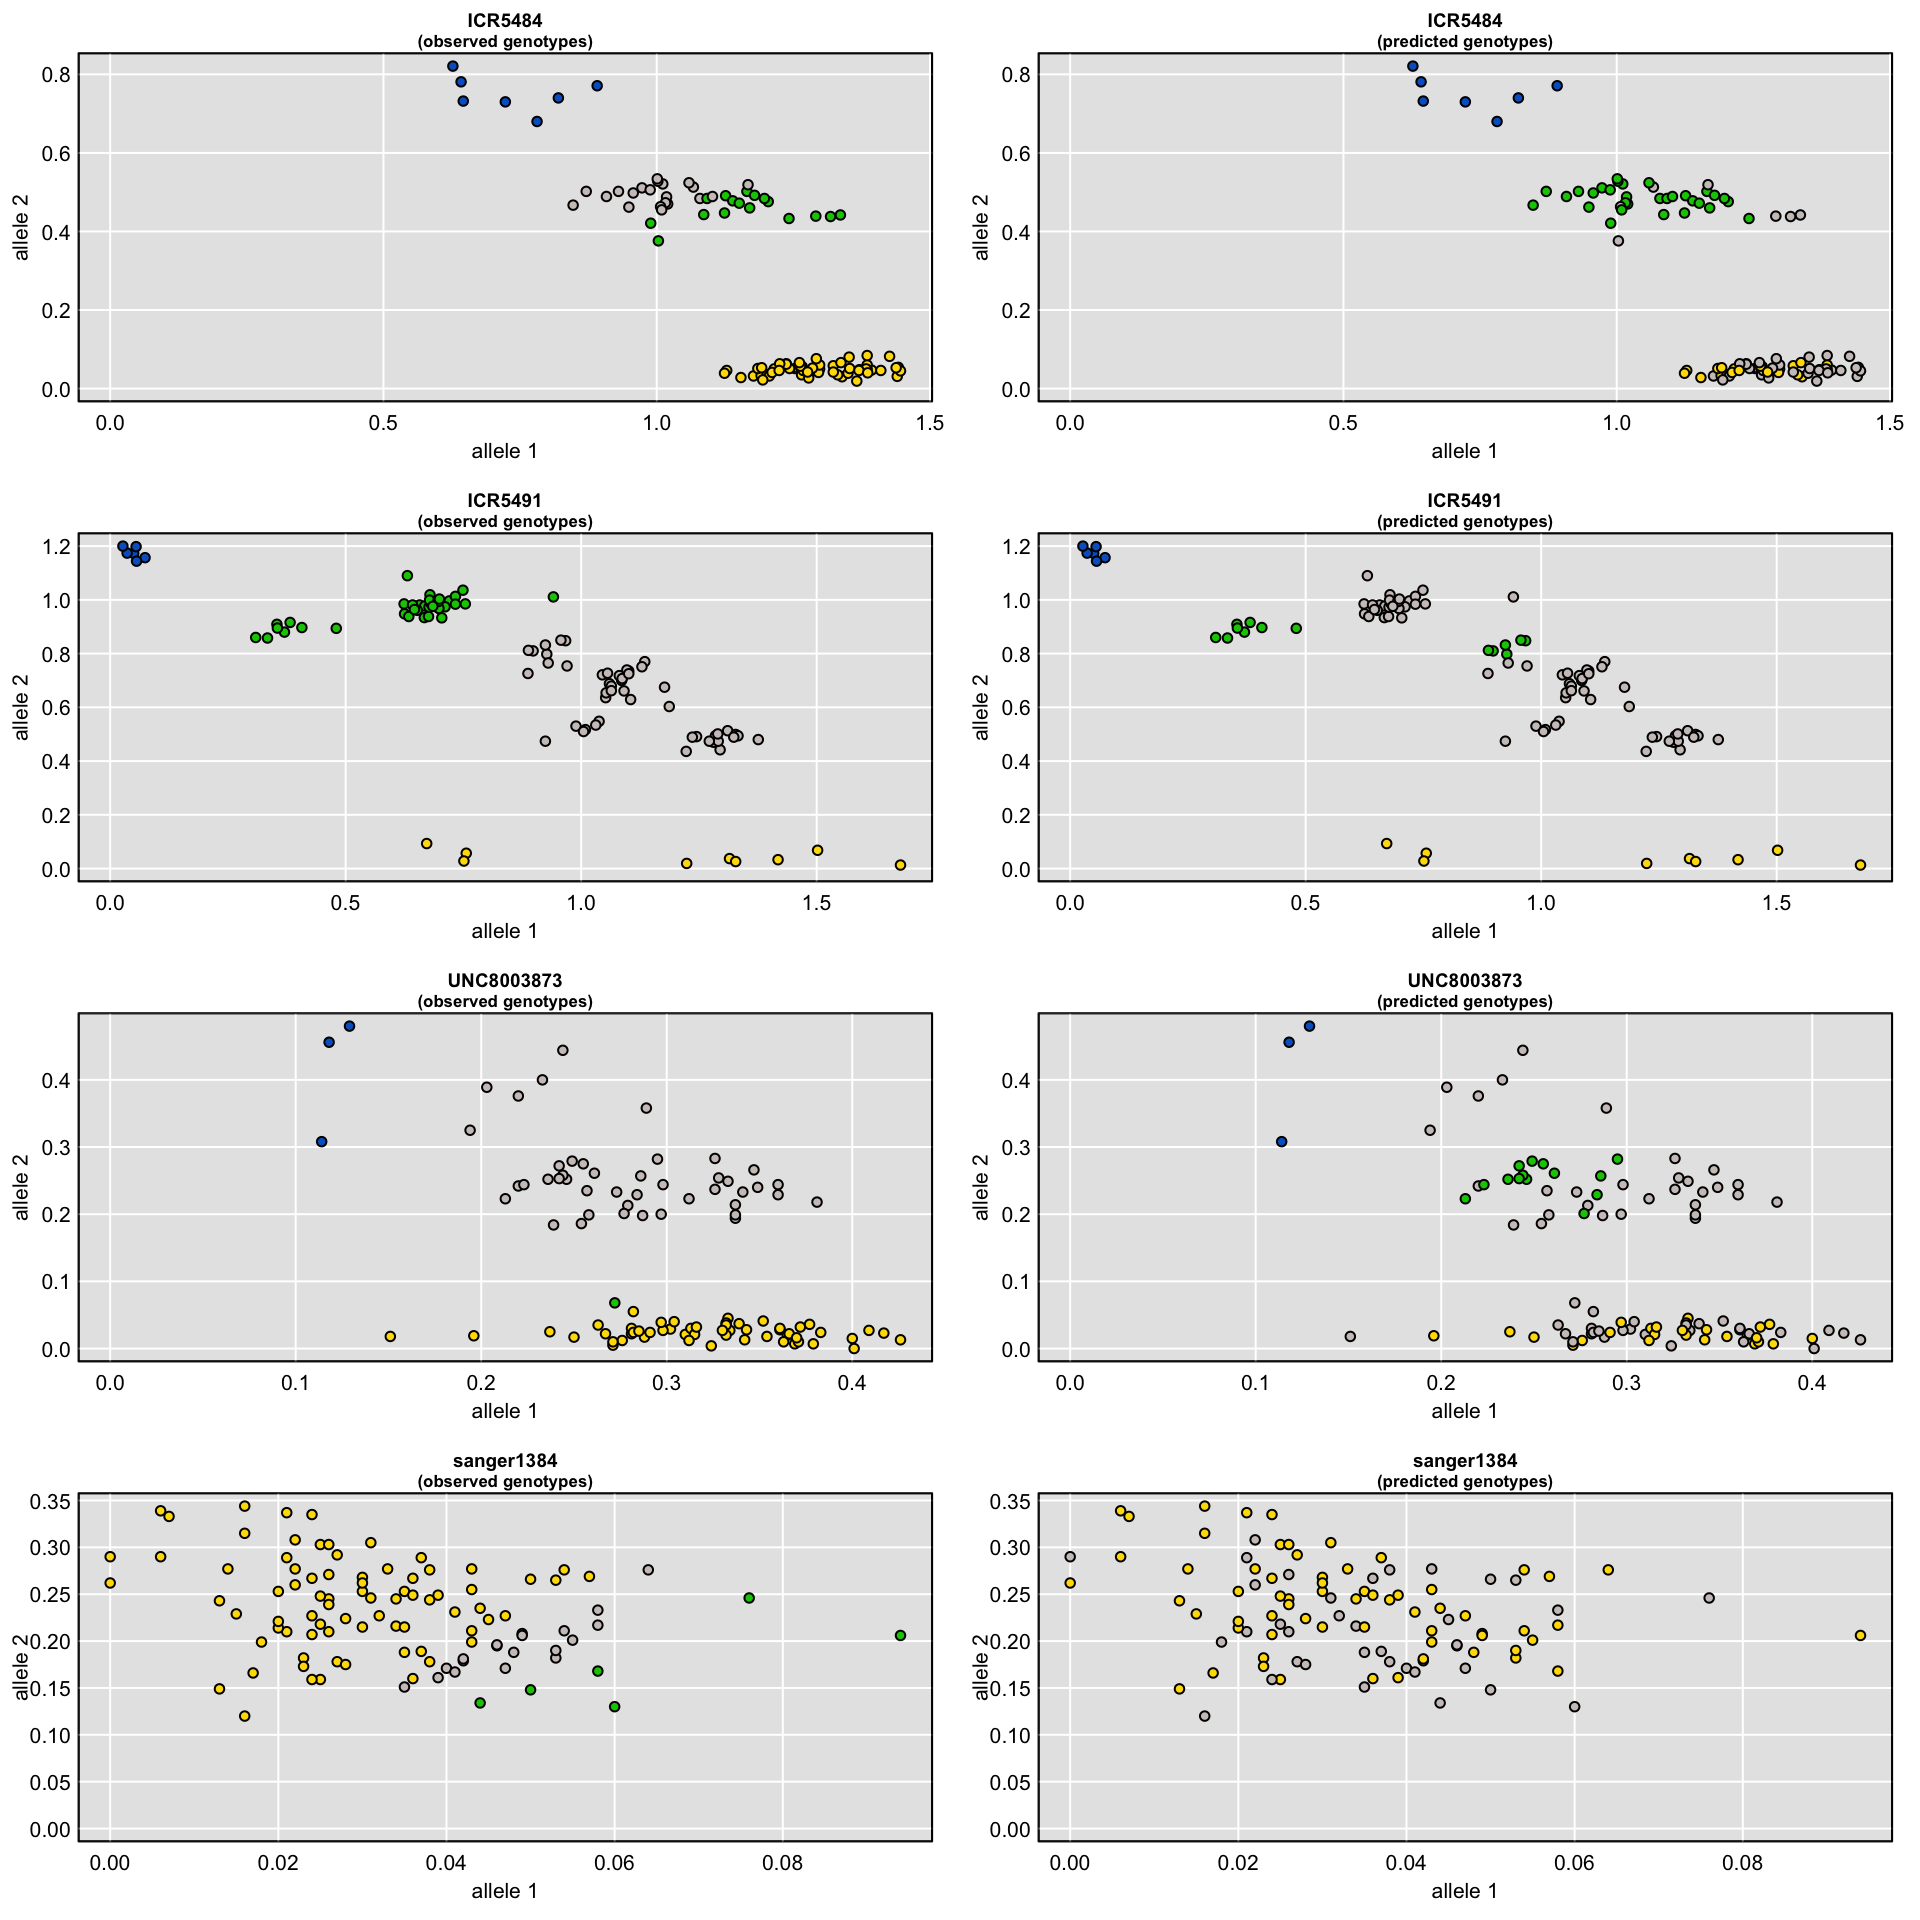 ICR5484
(observed genotypes)
0.8
0.6
0.4
0.2
0.0
allele 2
0.0 0.5 1.0 1.5
allele 1
ICR5484
(predicted genotypes)
0.8
0.6
0.4
0.2
0.0
allele 2
0.0 0.5 1.0 1.5
allele 1
ICR5491
(observed genotypes)
1.2
1.0
0.8
0.6
0.4
0.2
0.0
allele 2
0.0 0.5 1.0 1.5
allele 1
ICR5491
(predicted genotypes)
1.2
1.0
0.8
0.6
0.4
0.2
0.0
allele 2
0.0 0.5 1.0 1.5
allele 1
UNC8003873
(observed genotypes)
0.4
0.3
0.2
0.1
0.0
allele 2
0.0 0.1 0.2 0.3 0.4
allele 1
UNC8003873
(predicted genotypes)
0.4
0.3
0.2
0.1
0.0
allele 2
0.0 0.1 0.2 0.3 0.4
allele 1
sanger1384
(observed genotypes)
0.35
0.30
0.25
0.20
0.15
0.10
0.05
0.00
allele 2
0.00 0.02 0.04 0.06 0.08
allele 1
sanger1384
(predicted genotypes)
0.35
0.30
0.25
0.20
0.15
0.10
0.05
0.00
allele 2
0.00 0.02 0.04 0.06 0.08
allele 1